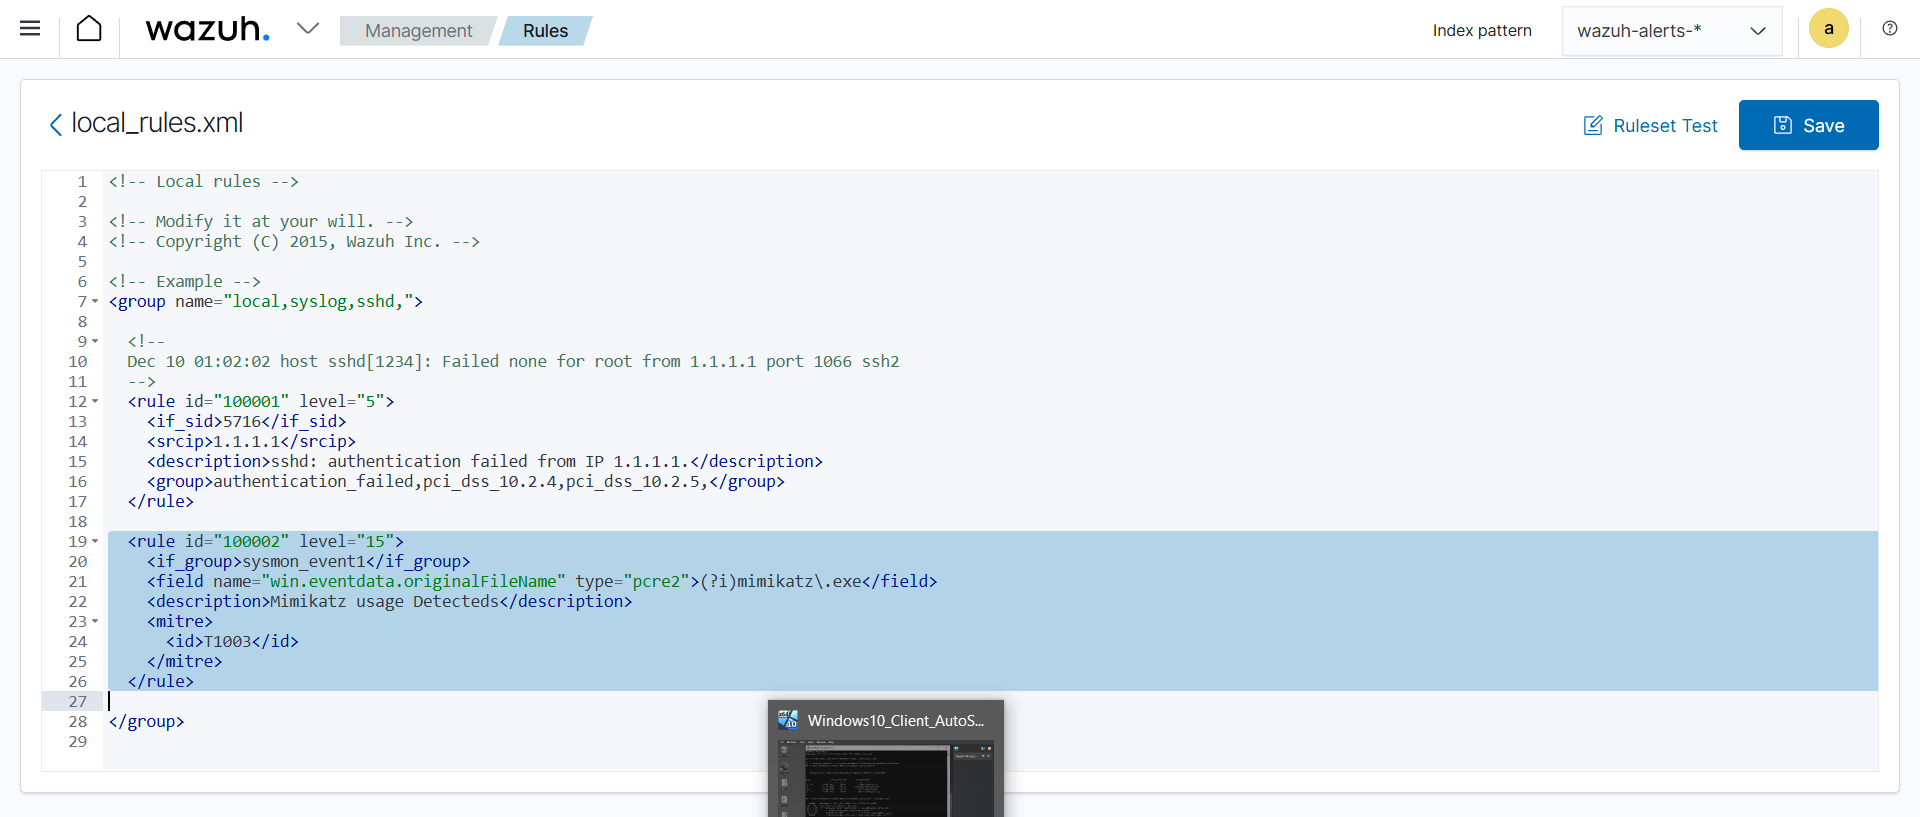 wazuh. Management Rules Index pattern wazuh-alerts-* a
local_rules.xml Ruleset Test Save
1 <!-- Local rules -->
2
3 <!-- Modify it at your will. -->
4 <!-- Copyright (C) 2015, Wazuh Inc. -->
5
6 <!-- Example -->
7 <group name="local,syslog,sshd,">
8
9 <!--
10 Dec 10 01:02:02 host sshd[1234]: Failed none for root from 1.1.1.1 port 1066 ssh2
11 -->
12 <rule id="100001" level="5">
13 <if_sid>5716</if_sid>
14 <srcip>1.1.1.1</srcip>
15 <description>sshd: authentication failed from IP 1.1.1.1.</description>
16 <group>authentication_failed,pci_dss_10.2.4,pci_dss_10.2.5,</group>
17 </rule>
18
19 <rule id="100002" level="15">
20 <if_group>sysmon_event1</if_group>
21 <field name="win.eventdata.originalFileName" type="pcre2">(?i)mimikatz\.exe</field>
22 <description>Mimikatz usage Detecteds</description>
23 <mitre>
24 <id>T1003</id>
25 </mitre>
26 </rule>
27
28 </group>
29
Windows10_Client_AutoS...